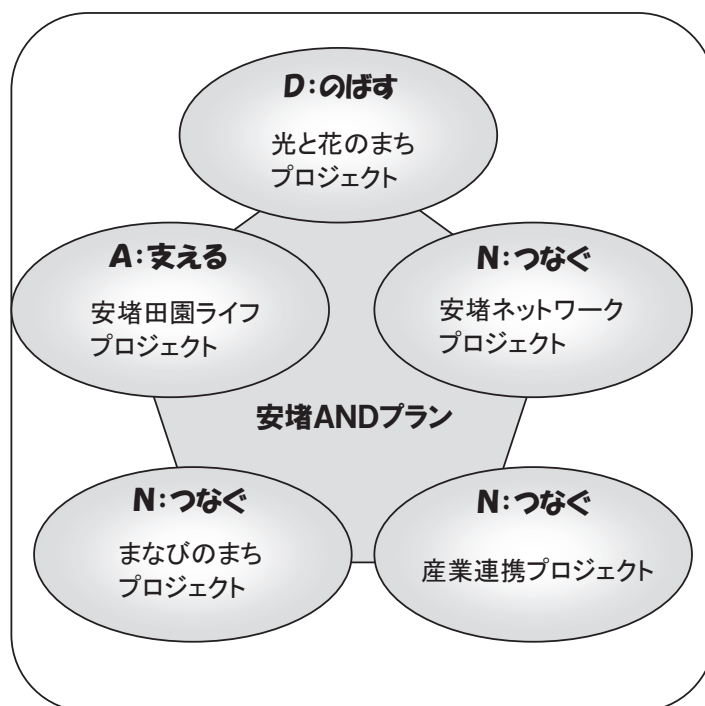 D:のばす
光と花のまち
プロジェクト
A:支える
安堵田園ライフ
プロジェクト
N:つなぐ
安堵ネットワーク
プロジェクト
安堵ANDプラン
N:つなぐ
まなびのまち
プロジェクト
N:つなぐ
産業連携プロジェクト